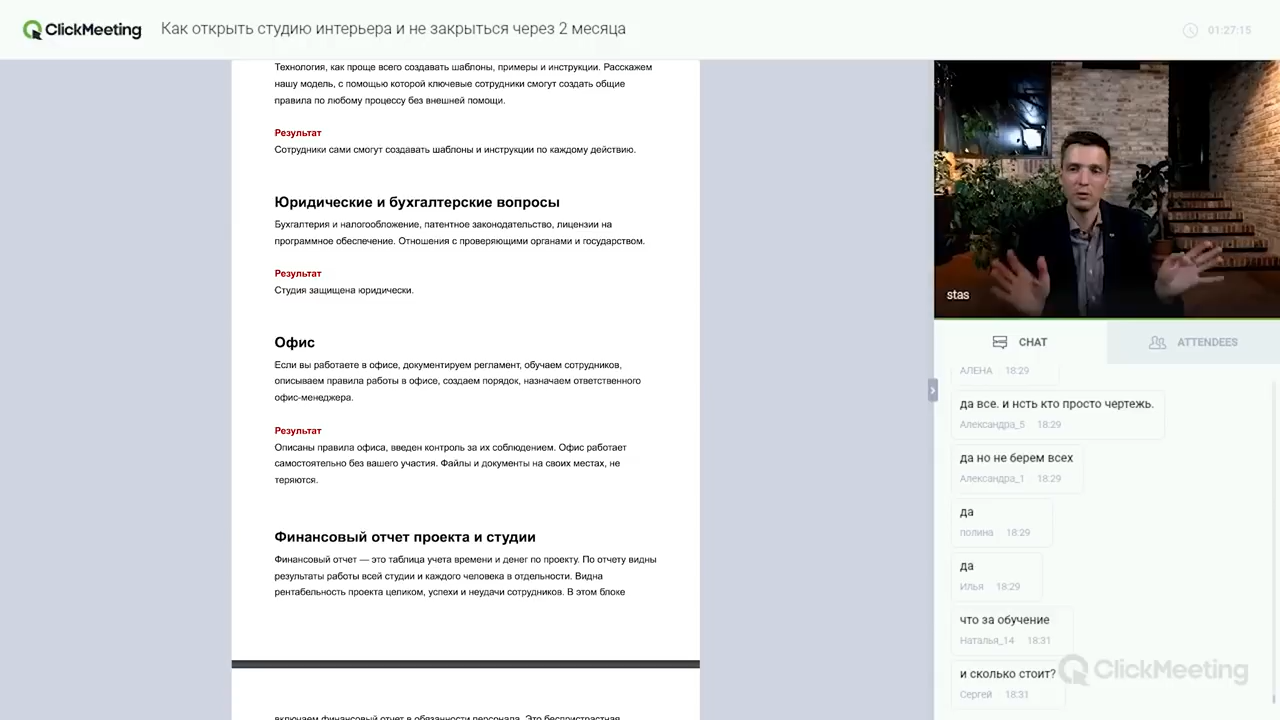 ClickMeeting
Как открыть студию интерьера и не закрыться через 2 месяца
01:27:15
Технология, как проще всего создавать шаблоны, примеры и инструкции. Расскажем
нашу модель, с помощью которой ключевые сотрудники смогут создать общие
правила по любому процессу без внешней помощи.
Результат
Сотрудники сами смогут создавать шаблоны и инструкции по каждому действию.
Юридические и бухгалтерские вопросы
Бухгалтерия и налогообложение, патентное законодательство, лицензии на
программное обеспечение. Отношения с проверяющими органами и государством.
Результат
Студия защищена юридически.
Офис
Если вы работаете в офисе, документируем регламент, обучаем сотрудников,
описываем правила работы в офисе, создаем порядок, назначаем ответственного
офис-менеджера.
Результат
Описаны правила офиса, введен контроль за их соблюдением. Офис работает
самостоятельно без вашего участия. Файлы и документы на своих местах, не
теряются.
Финансовый отчет проекта и студии
Финансовый отчет — это таблица учета времени и денег по проекту. По отчету видны
результаты работы всей студии и каждого человека в отдельности. Видна
рентабельность проекта целиком, успехи и неудачи сотрудников. В этом блоке
включаем финансовый отчет в обязанности персонала. Это беспристрастная
stas
CHAT
ATTENDEES
АЛЕНА 18:29
да все. и нсть кто просто чертежь.
Александра_5 18:29
да но не берем всех
Александра_1 18:29
да
полина 18:29
да
Илья 18:29
что за обучение
Наталья_14 18:31
и сколько стоит?
Сергей 18:31
ClickMeeting